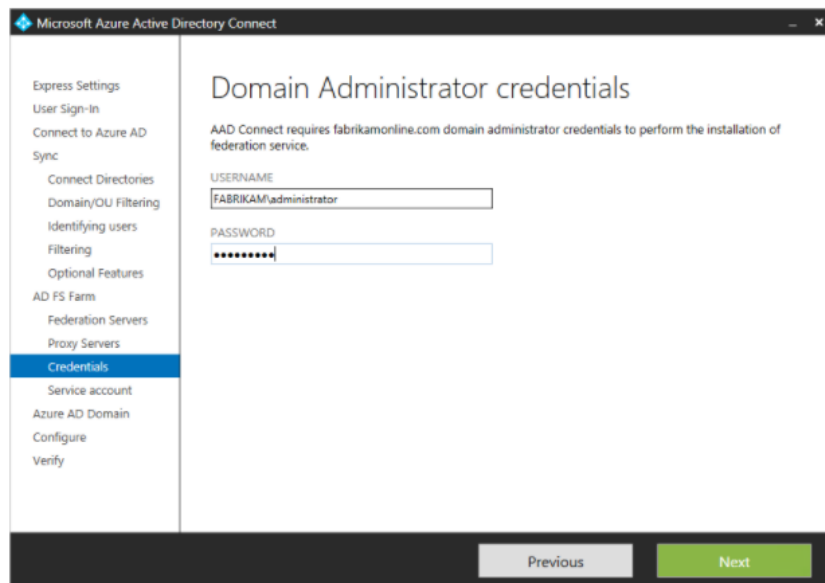 Microsoft Azure Active Directory Connect
Express Settings
User Sign-In
Connect to Azure AD
Sync
Connect Directories
Domain/OU Filtering
Identifying users
Filtering
Optional Features
AD FS Farm
Federation Servers
Proxy Servers
Credentials
Service account
Azure AD Domain
Configure
Verify
Domain Administrator credentials
AAD Connect requires fabrikamonline.com domain administrator credentials to perform the installation of
federation service.
USERNAME
FABRIKAM\administrator
PASSWORD
•••••••••
Previous
Next